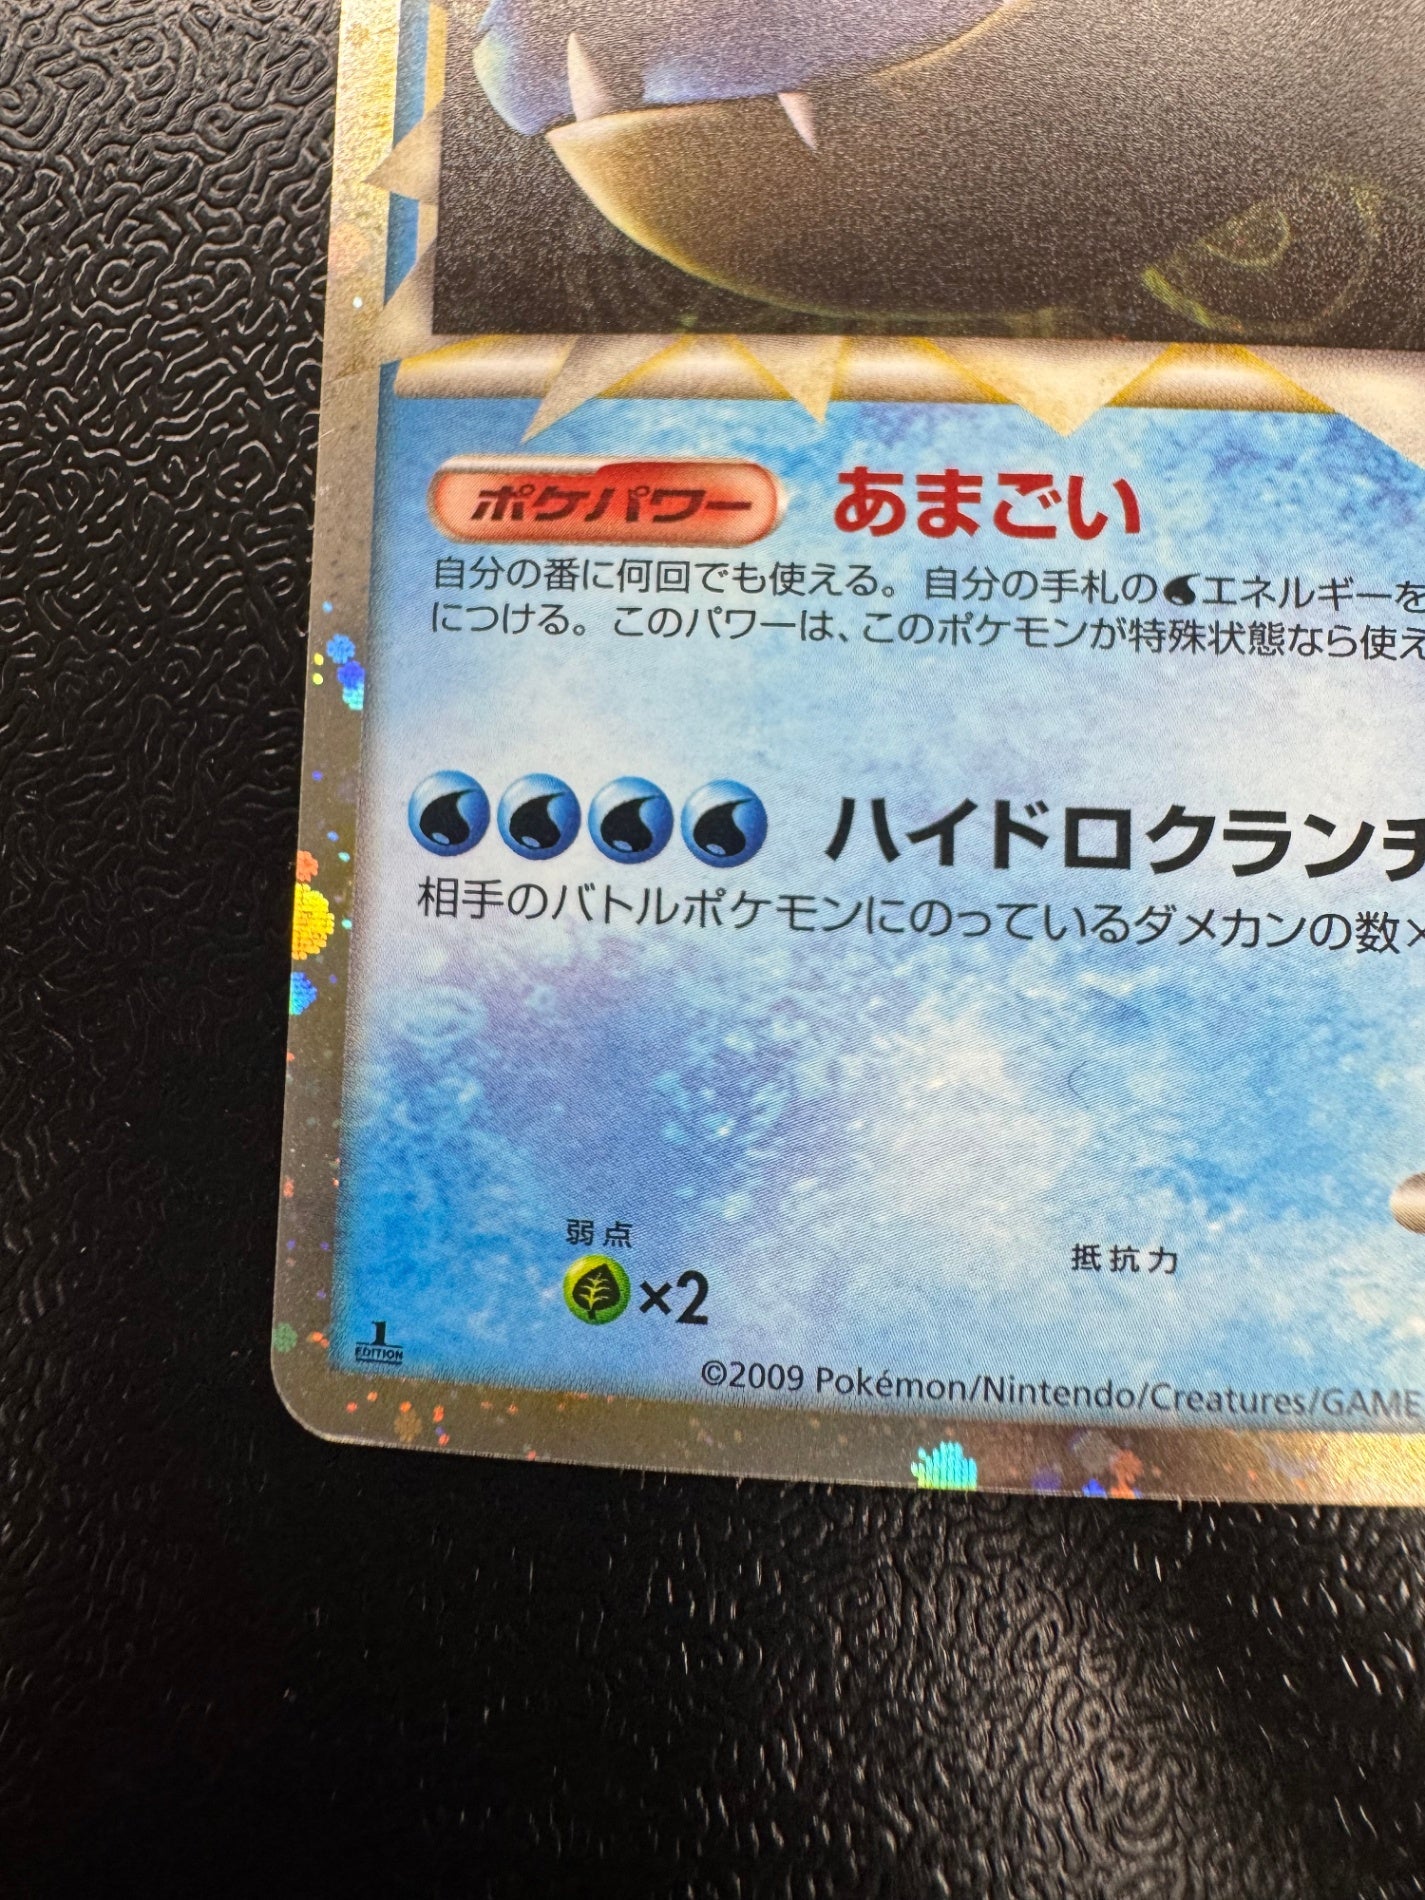 ポケパワー あまごい
自分の番に何回でも使える。自分の手札のエネルギーを
につける。このパワーは、このポケモンが特殊状態なら使え
ハイドロクランチ
相手のバトルポケモンにのっているダメカンの数×
弱点
×2
抵抗力
1
EDITION
©2009 Pokémon/Nintendo/Creatures/GAME